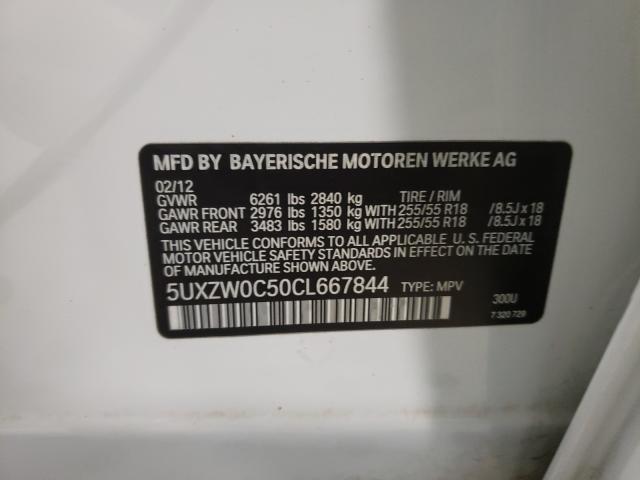 MFD BY BAYERISCHE MOTOREN WERKE AG
02/12
GVWR 6261 lbs 2840 kg TIRE / RIM
GAWR FRONT 2976 lbs 1350 kg WITH 255/55 R18 /8.5J x 18
GAWR REAR 3483 lbs 1580 kg WITH 255/55 R18 /8.5J x 18
THIS VEHICLE CONFORMS TO ALL APPLICABLE U. S. FEDERAL
MOTOR VEHICLE SAFETY STANDARDS IN EFFECT ON THE
DATE OF MANUFACTURE SHOWN ABOVE.
5UXZW0C50CL667844 TYPE: MPV
300U
7 320 729